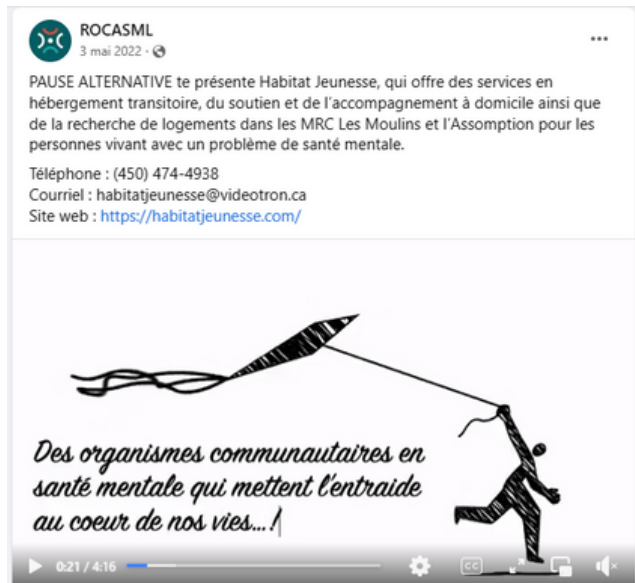 ROCASML
3 mai 2022 ·
PAUSE ALTERNATIVE te présente Habitat Jeunesse, qui offre des services en
hébergement transitoire, du soutien et de l'accompagnement à domicile ainsi que
de la recherche de logements dans les MRC Les Moulins et l'Assomption pour les
personnes vivant avec un problème de santé mentale.
Téléphone : (450) 474-4938
Courriel : habitatjeunesse@videotron.ca
Site web : https://habitatjeunesse.com/
Des organismes communautaires en
santé mentale qui mettent l'entraide
au coeur de nos vies...!
0:21 / 4:16
CC